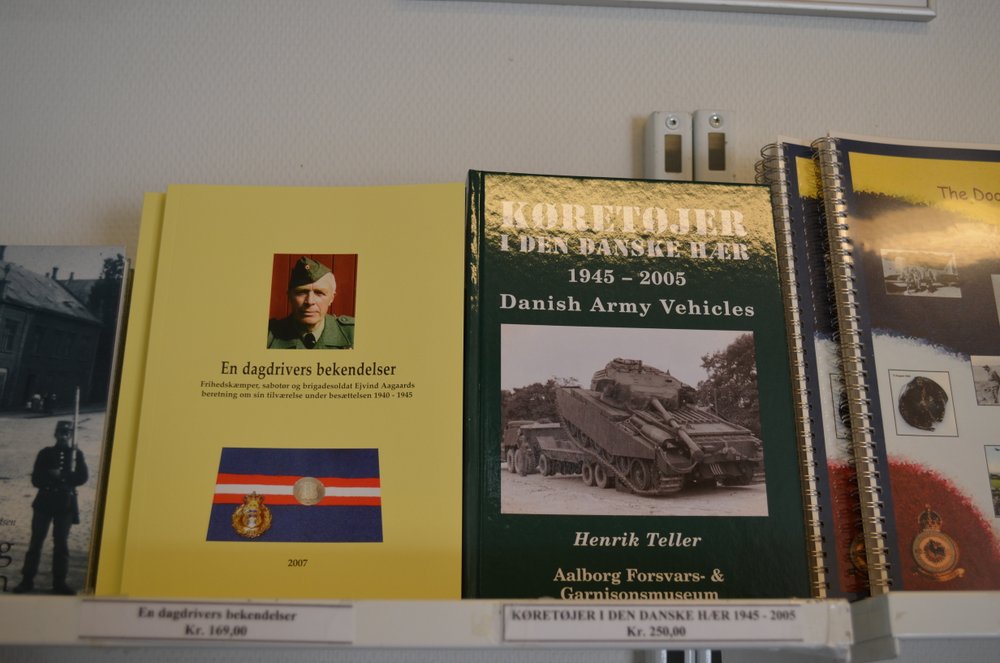 En dagdrivers bekendelser
Frihedskæmper, sabotør og brigadesoldat Ejvind Aagaards
beretning om sin tilværelse under besættelsen 1940 - 1945
2007
KØRETØJER
I DEN DANSKE HÆR
1945 – 2005
Danish Army Vehicles
Henrik Teller
Aalborg Forsvars- &
Garnisonsmuseum
The Doo
En dagdrivers bekendelser
Kr. 169,00
KØRETØJER I DEN DANSKE HÆR 1945 - 2005
Kr. 250,00